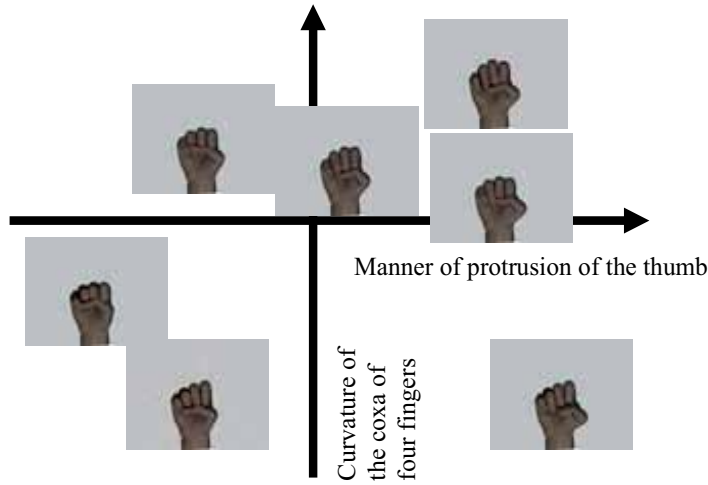 Manner of protrusion of the thumb
Curvature of
the coxa of
four fingers